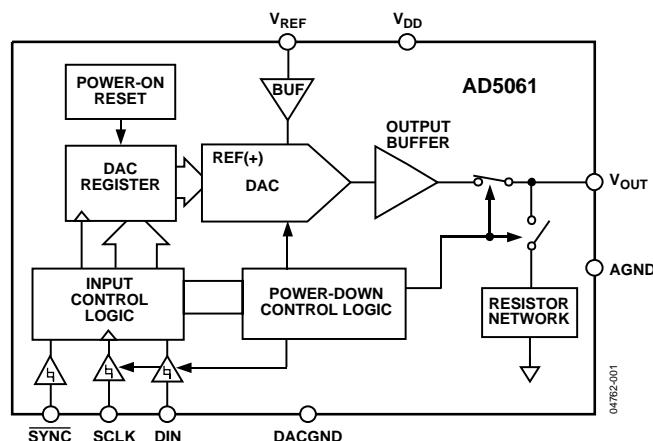 VREF
VDD
POWER-ON
RESET
BUF
AD5061
OUTPUT
BUFFER
DAC
REGISTER
REF(+)
DAC
VOUT
AGND
INPUT
CONTROL
LOGIC
POWER-DOWN
CONTROL LOGIC
RESISTOR
NETWORK
SYNC
SCLK
DIN
DACGND
04762-001